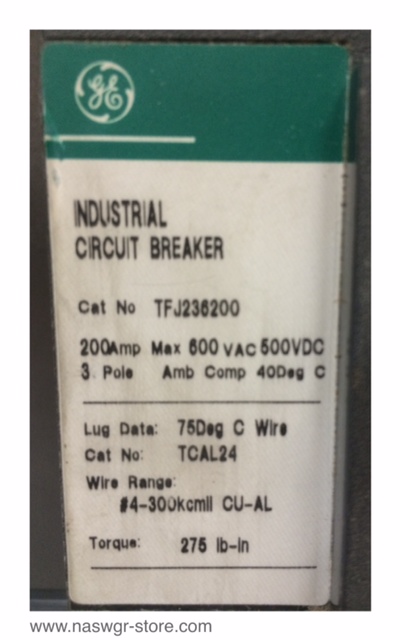 GE
INDUSTRIAL
CIRCUIT BREAKER
Cat No TFJ236200
200Amp Max 600 VAC 500VDC
3 Pole Amb Comp 40Deg C
Lug Data: 75Deg C Wire
Cat No: TCAL24
Wire Range:
#4-300kcmil CU-AL
Torque: 275 lb-in
www.naswgr-store.com